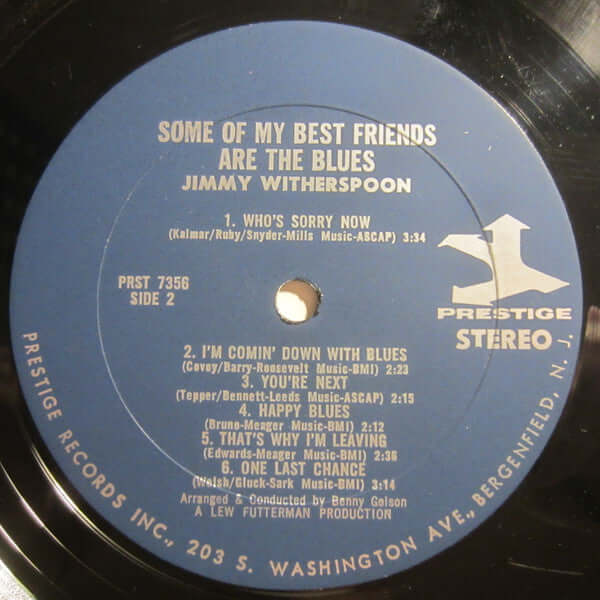 SOME OF MY BEST FRIENDS
ARE THE BLUES
JIMMY WITHERSPOON
1. WHO'S SORRY NOW
(Kalmar/Ruby/Snyder-Mills Music-ASCAP) 3:34
PRST 7356
SIDE 2
PRESTIGE
STEREO
2. I'M COMIN' DOWN WITH BLUES
(Covey/Barry-Roosevelt Music-BMI) 2:23
3. YOU'RE NEXT
(Tepper/Bennett-Leeds Music-ASCAP) 2:15
4. HAPPY BLUES
(Bruno-Meager Music-BMI) 2:12
5. THAT'S WHY I'M LEAVING
(Edwards-Meager Music-BMI) 2:36
6. ONE LAST CHANCE
(Welsh/Gluck-Sark Music-BMI) 3:14
Arranged & Conducted by Benny Golson
A LEW FUTTERMAN PRODUCTION
PRESTIGE RECORDS INC., 203 S. WASHINGTON AVE., BERGENFIELD, N. J.